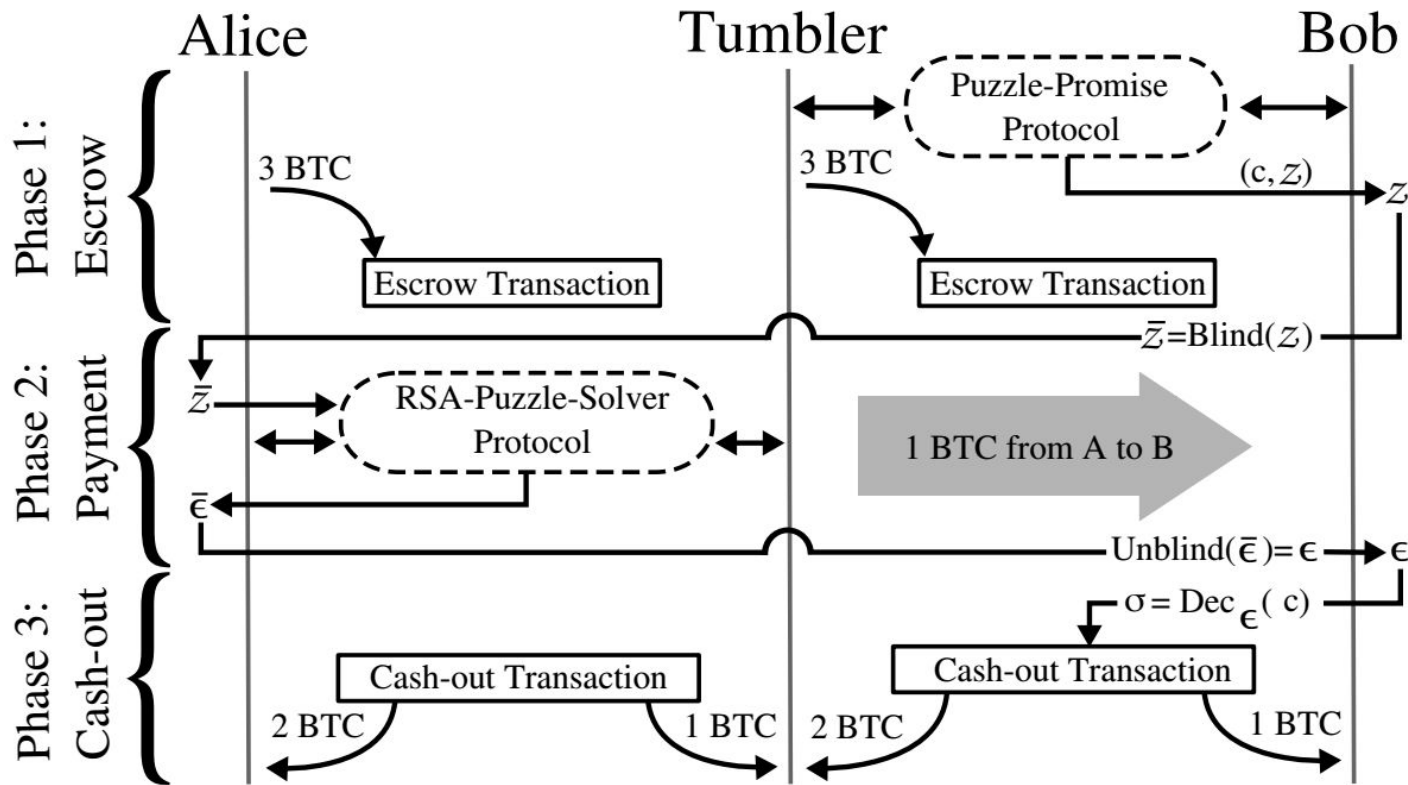 Alice
Tumbler
Bob
Phase 1:
Escrow
Puzzle-Promise
Protocol
3 BTC
3 BTC
(c, z)
z
Escrow Transaction
Escrow Transaction
Phase 2:
Payment
z̄=Blind(z)
z̄
RSA-Puzzle-Solver
Protocol
1 BTC from A to B
ϵ̄
Unblind(ϵ̄)= ϵ
ϵ
Phase 3:
Cash-out
σ = Decϵ( c)
Cash-out Transaction
Cash-out Transaction
2 BTC
1 BTC
2 BTC
1 BTC